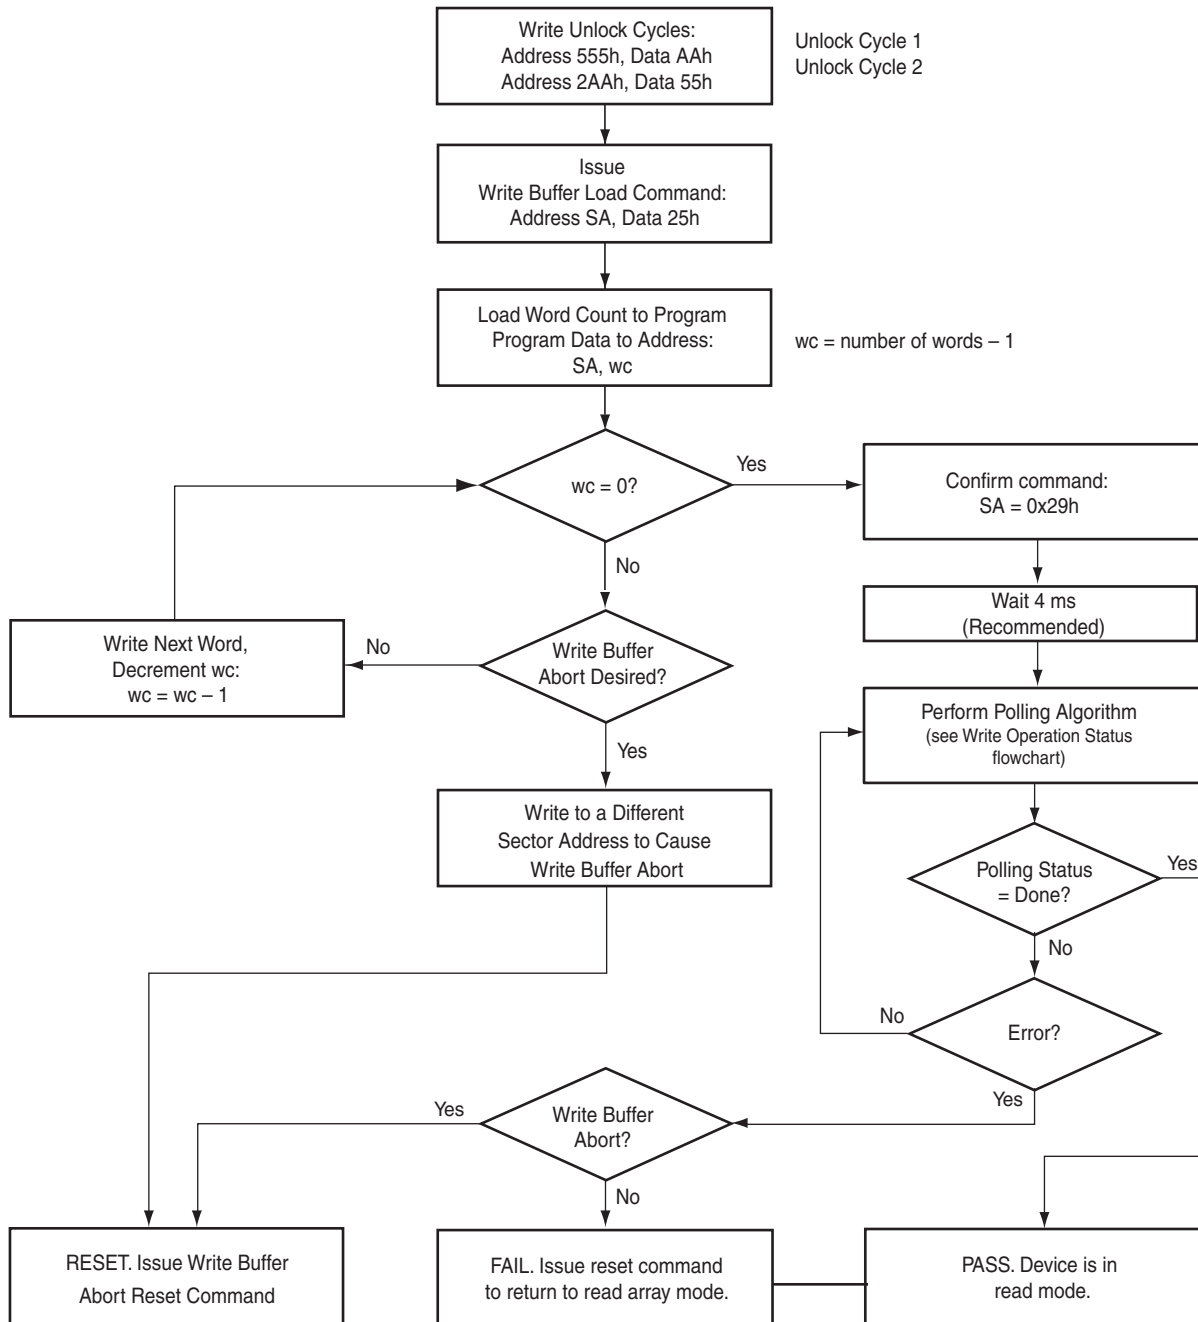 Write Unlock Cycles:
Address 555h, Data AAh
Address 2AAh, Data 55h
Unlock Cycle 1
Unlock Cycle 2
Issue
Write Buffer Load Command:
Address SA, Data 25h
Load Word Count to Program
Program Data to Address:
SA, wc
wc = number of words – 1
wc = 0?
Yes
Confirm command:
SA = 0x29h
No
Wait 4 ms
(Recommended)
Write Next Word,
Decrement wc:
wc = wc – 1
No
Write Buffer
Abort Desired?
Yes
Perform Polling Algorithm
(see Write Operation Status
flowchart)
Write to a Different
Sector Address to Cause
Write Buffer Abort
Polling Status
= Done?
Yes
No
Error?
No
Yes
Write Buffer
Abort?
Yes
No
RESET. Issue Write Buffer
Abort Reset Command
FAIL. Issue reset command
to return to read array mode.
PASS. Device is in
read mode.